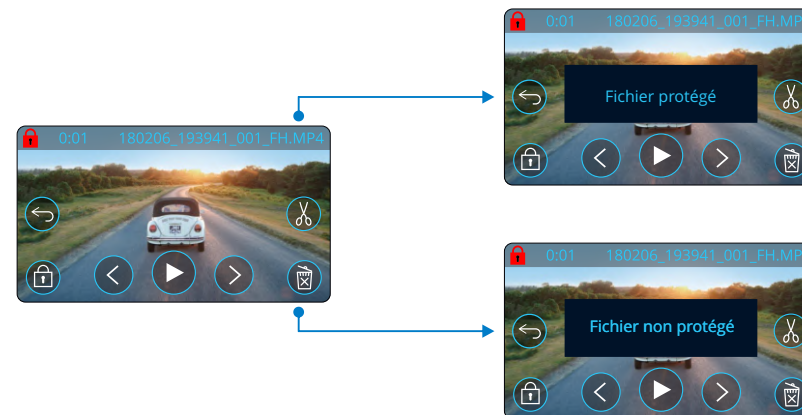 0:01 180206_193941_001_FH.MP4
0:01 180206_193941_001_FH.MP
Fichier protégé
0:01 180206_193941_001_FH.MP
Fichier non protégé